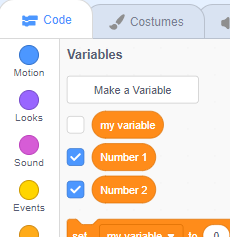 Code
Costumes
Motion
Looks
Sound
Events
Variables
Make a Variable
my variable
Number 1
Number 2
set my variable to 0